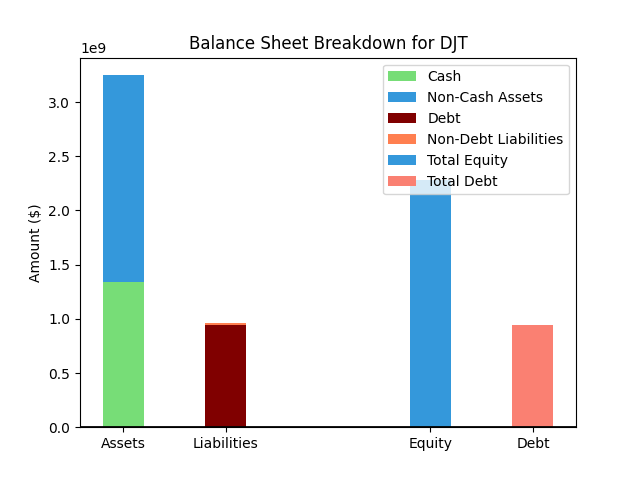 Balance Sheet Breakdown for DJT
1e9
Amount ($)
3.0
2.5
2.0
1.5
1.0
0.5
0.0
Cash
Non-Cash Assets
Debt
Non-Debt Liabilities
Total Equity
Total Debt
Assets
Liabilities
Equity
Debt